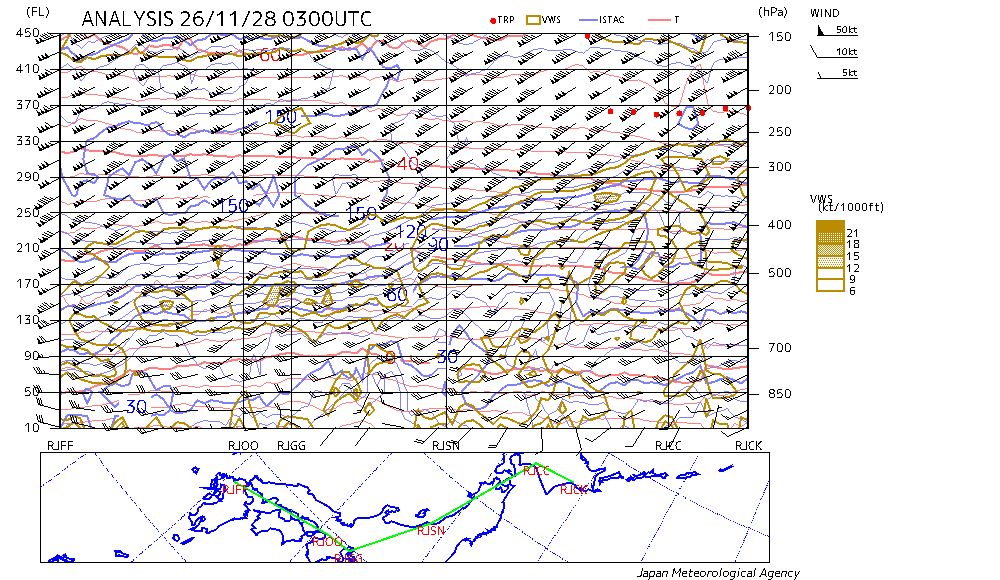 (FL)
ANALYSIS 26/11/28 0300UTC
TRP VWS ISTAC T
(hPa)
WIND
50kt
10kt
5kt
450
410
370
330
290
250
210
170
130
90
50
10
150
200
250
300
400
500
700
850
60
150
40
150
150
120
20
90
60
0
30
30
VWS
(kt/1000ft)
21
18
15
12
9
6
RJFF RJOO RJGG RJSN RJCC RJCK
RJFF
RJOO
RJGG
RJSN
RJCC
RJCK
Japan Meteorological Agency